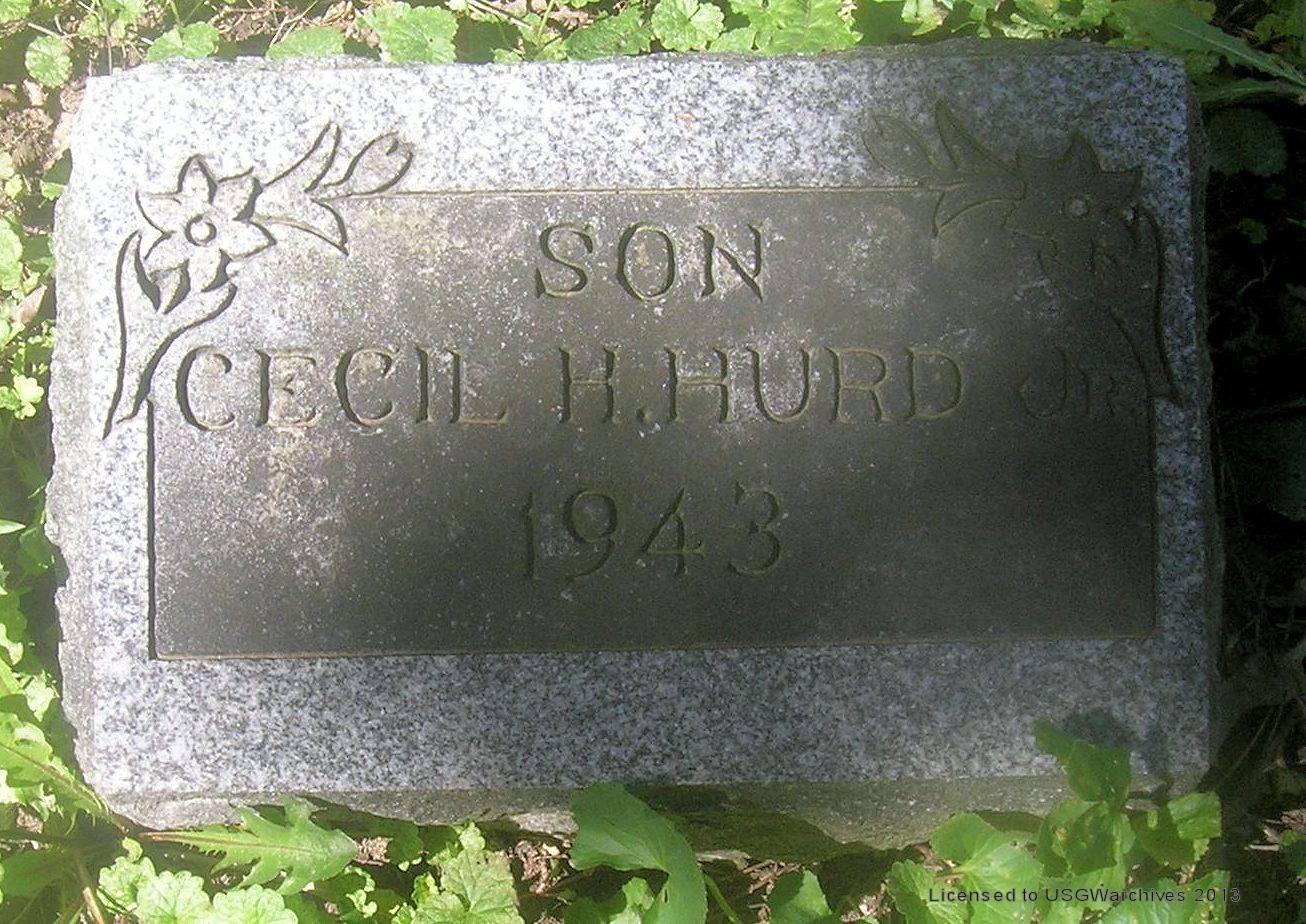 SON
CECIL H. HURD Jr.
1943
Licensed to USGWarchives 2013